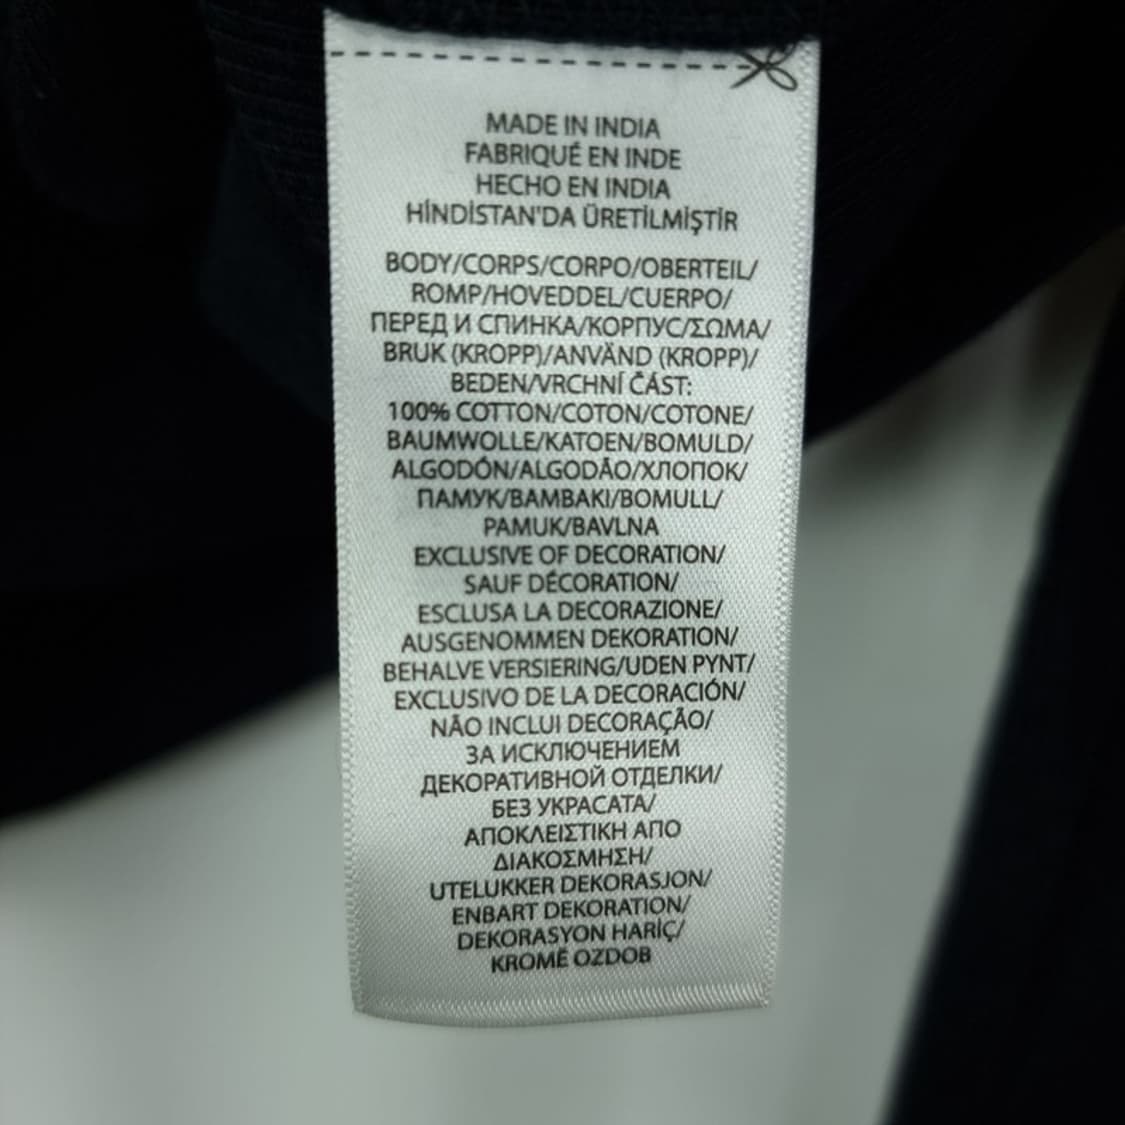 MADE IN INDIA
FABRIQUÉ EN INDE
HECHO EN INDIA
HİNDİSTAN'DA ÜRETİLMİŞTİR
BODY/CORPS/CORPO/OBERTEIL/
ROMP/HOVEDDEL/CUERPO/
ПЕРЕД И СПИНКА/КОРПУС/ΣΩΜΑ/
BRUK (KROPP)/ANVÄND (KROPP)/
BEDEN/VRCHNÍ ČÁST:
100% COTTON/COTON/COTONE/
BAUMWOLLE/KATOEN/BOMULD/
ALGODÓN/ALGODÃO/ХЛОПОК/
ПАМУК/BAMBAKI/BOMULL/
PAMUK/BAVLNA
EXCLUSIVE OF DECORATION/
SAUF DÉCORATION/
ESCLUSA LA DECORAZIONE/
AUSGENOMMEN DEKORATION/
BEHALVE VERSIERING/UDEN PYNT/
EXCLUSIVO DE LA DECORACIÓN/
NÃO INCLUI DECORAÇÃO/
ЗА ИСКЛЮЧЕНИЕМ
ДЕКОРАТИВНОЙ ОТДЕЛКИ/
БЕЗ УКРАСАТА/
ΑΠΟΚΛΕΙΣΤΙΚΗ ΑΠΟ
ΔΙΑΚΟΣΜΗΣΗ/
UTELUKKER DEKORASJON/
ENBART DEKORATION/
DEKORASYON HARİÇ/
KROMĚ OZDOB